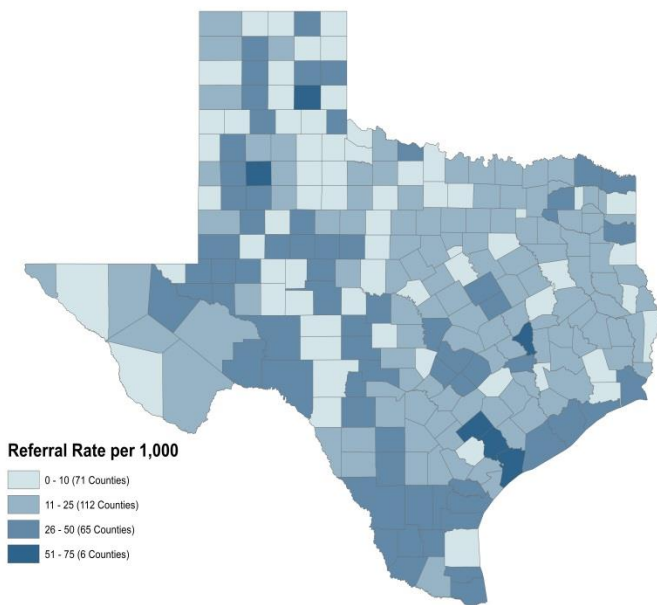 Referral Rate per 1,000
0 - 10 (71 Counties)
11 - 25 (112 Counties)
26 - 50 (65 Counties)
51 - 75 (6 Counties)